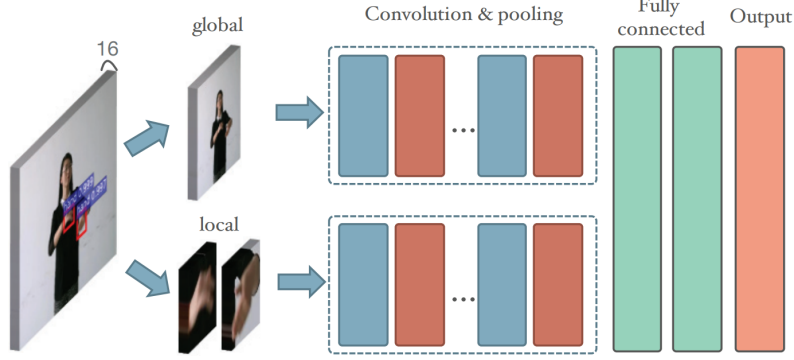 16
global
Convolution & pooling
Fully
connected
Output
...
local
...